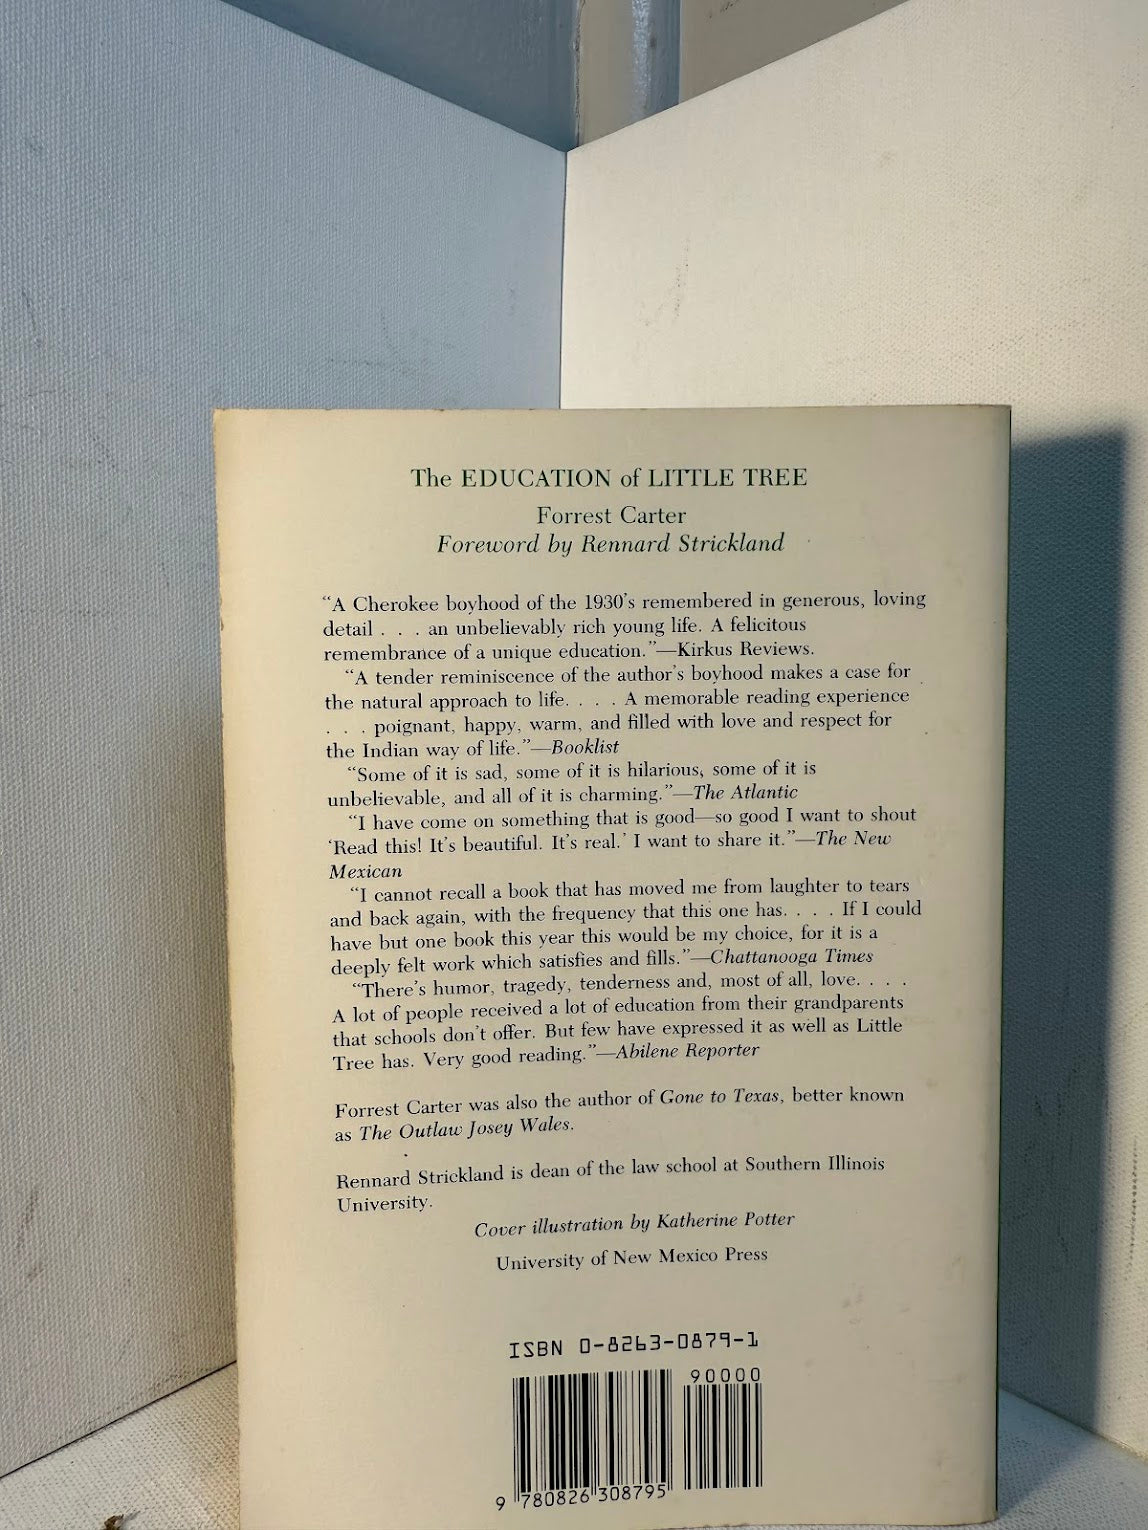 The EDUCATION of LITTLE TREE
Forrest Carter
Foreword by Rennard Strickland
“A Cherokee boyhood of the 1930's remembered in generous, loving
detail . . . an unbelievably rich young life. A felicitous
remembrance of a unique education.”—Kirkus Reviews.
“A tender reminiscence of the author's boyhood makes a case for
the natural approach to life. . . . A memorable reading experience
. . . poignant, happy, warm, and filled with love and respect for
the Indian way of life.”—Booklist
“Some of it is sad, some of it is hilarious, some of it is
unbelievable, and all of it is charming.”—The Atlantic
“I have come on something that is good—so good I want to shout
‘Read this! It's beautiful. It's real.’ I want to share it.”—The New
Mexican
“I cannot recall a book that has moved me from laughter to tears
and back again, with the frequency that this one has. . . . If I could
have but one book this year this would be my choice, for it is a
deeply felt work which satisfies and fills.”—Chattanooga Times
“There's humor, tragedy, tenderness and, most of all, love. . . .
A lot of people received a lot of education from their grandparents
that schools don't offer. But few have expressed it as well as Little
Tree has. Very good reading.”—Abilene Reporter
Forrest Carter was also the author of Gone to Texas, better known
as The Outlaw Josey Wales.
Rennard Strickland is dean of the law school at Southern Illinois
University.
Cover illustration by Katherine Potter
University of New Mexico Press
ISBN 0-8263-0879-1
90000
9 780826 308795